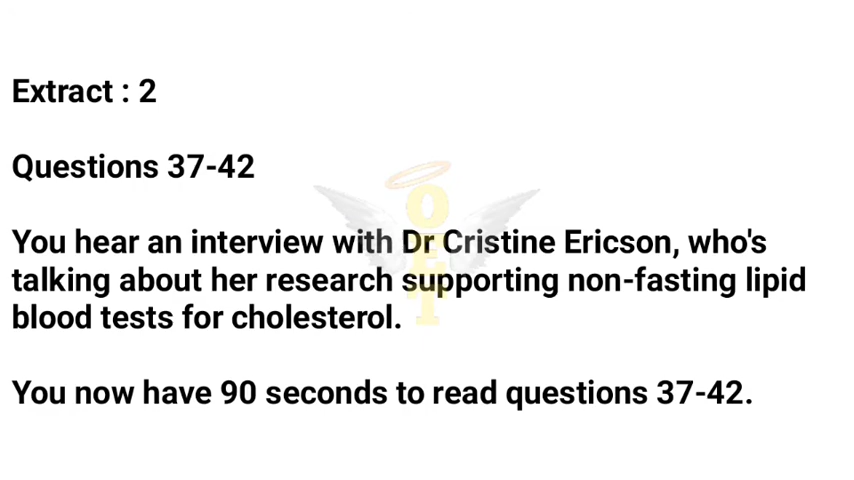 Extract : 2
Questions 37-42
You hear an interview with Dr Cristine Ericson, who's
talking about her research supporting non-fasting lipid
blood tests for cholesterol.
You now have 90 seconds to read questions 37-42.
OET